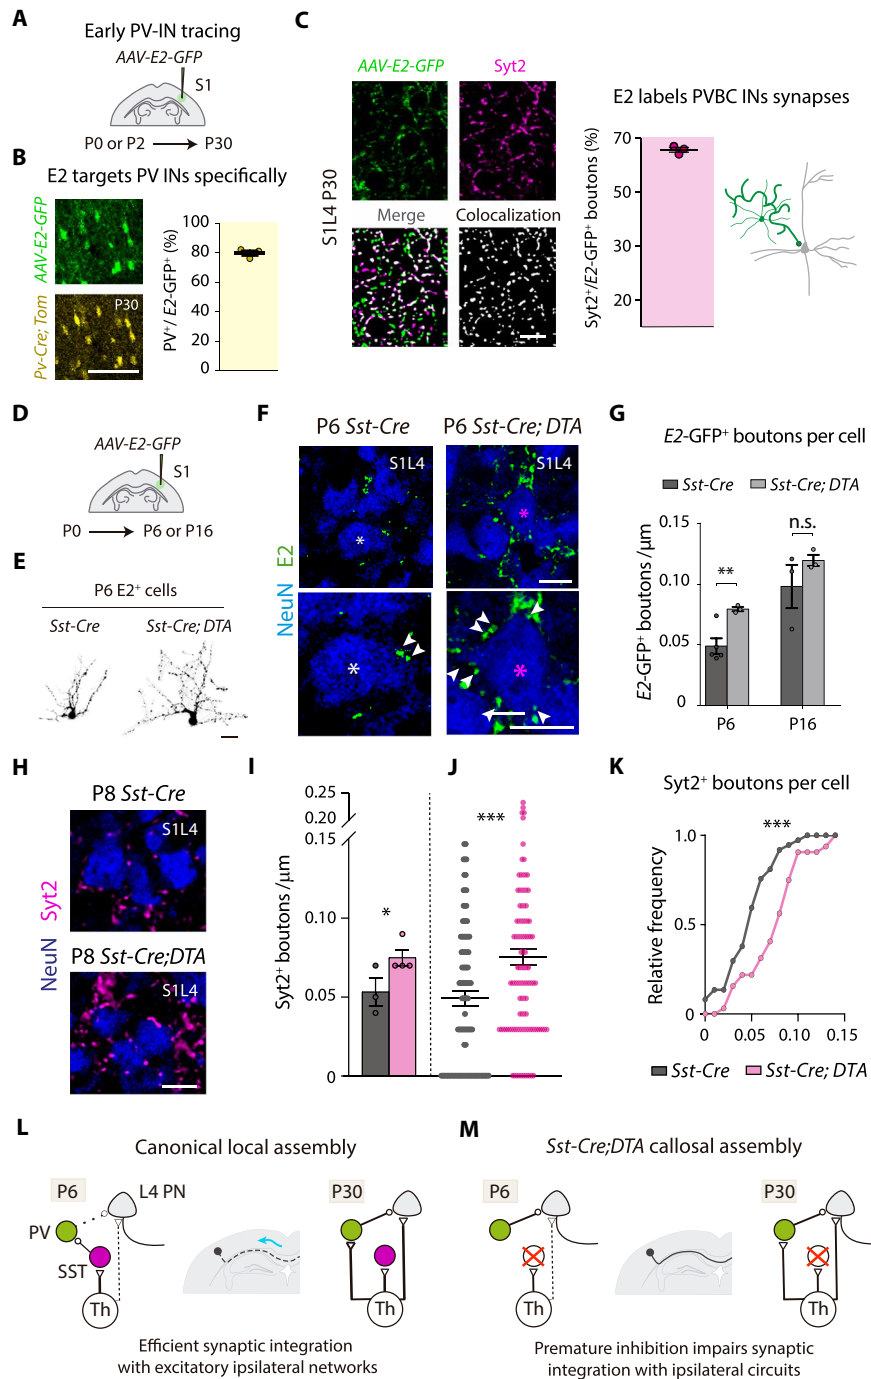 A
Early PV-IN tracing
AAV-E2-GFP
S1
P0 or P2
P30
B
E2 targets PV INs specifically
AAV-E2-GFP
Pv-Cre; Tom
P30
PV+/ E2-GFP+ (%)
100
80
60
40
20
0
C
AAV-E2-GFP
Syt2
S1L4 P30
Merge
Colocalization
E2 labels PVBC INs synapses
Syt2+/E2-GFP+ boutons (%)
70
50
30
20
D
AAV-E2-GFP
S1
P0
P6 or P16
E
P6 E2+ cells
Sst-Cre
Sst-Cre; DTA
F
P6 Sst-Cre
P6 Sst-Cre; DTA
S1L4
S1L4
NeuN E2
*
*
*
*
G
E2-GFP+ boutons per cell
Sst-Cre
Sst-Cre; DTA
E2-GFP+ boutons /µm
0.15
0.10
0.05
0
**
n.s.
P6
P16
H
P8 Sst-Cre
S1L4
P8 Sst-Cre;DTA
S1L4
NeuN Syt2
I
Syt2+ boutons /µm
0.25
0.20
0.15
0.10
0.05
0
*
J
***
K
Syt2+ boutons per cell
***
Relative frequency
1.0
0.5
0
0
0.05
0.10
0.15
Sst-Cre
Sst-Cre; DTA
L
Canonical local assembly
P6
L4 PN
PV
SST
Th
P30
Th
Efficient synaptic integration
with excitatory ipsilateral networks
M
Sst-Cre;DTA callosal assembly
P6
Th
P30
Th
Premature inhibition impairs synaptic
integration with ipsilateral circuits